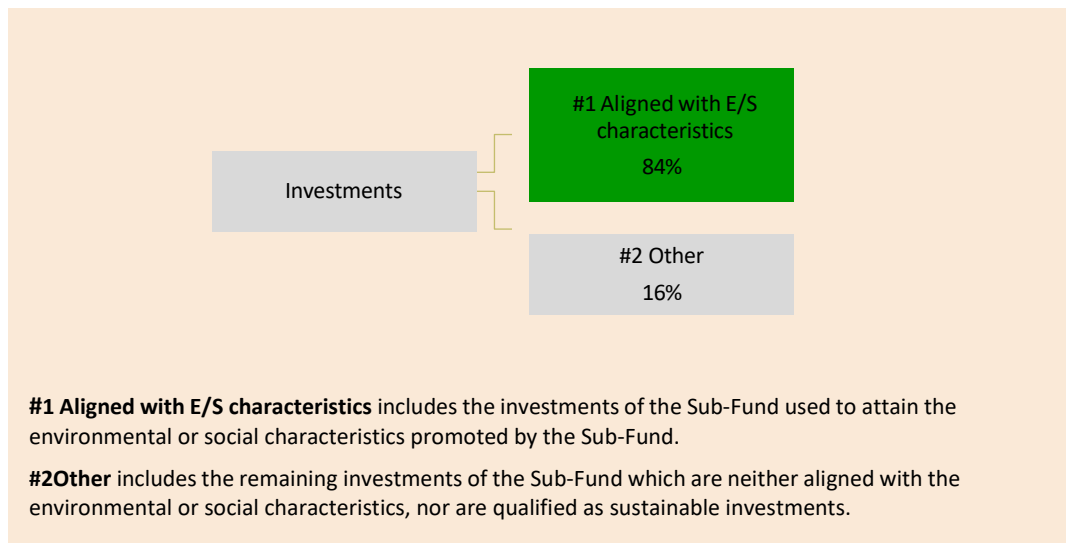 #1 Aligned with E/S
characteristics
84%
Investments
#2 Other
16%
#1 Aligned with E/S characteristics includes the investments of the Sub-Fund used to attain the
environmental or social characteristics promoted by the Sub-Fund.
#2Other includes the remaining investments of the Sub-Fund which are neither aligned with the
environmental or social characteristics, nor are qualified as sustainable investments.